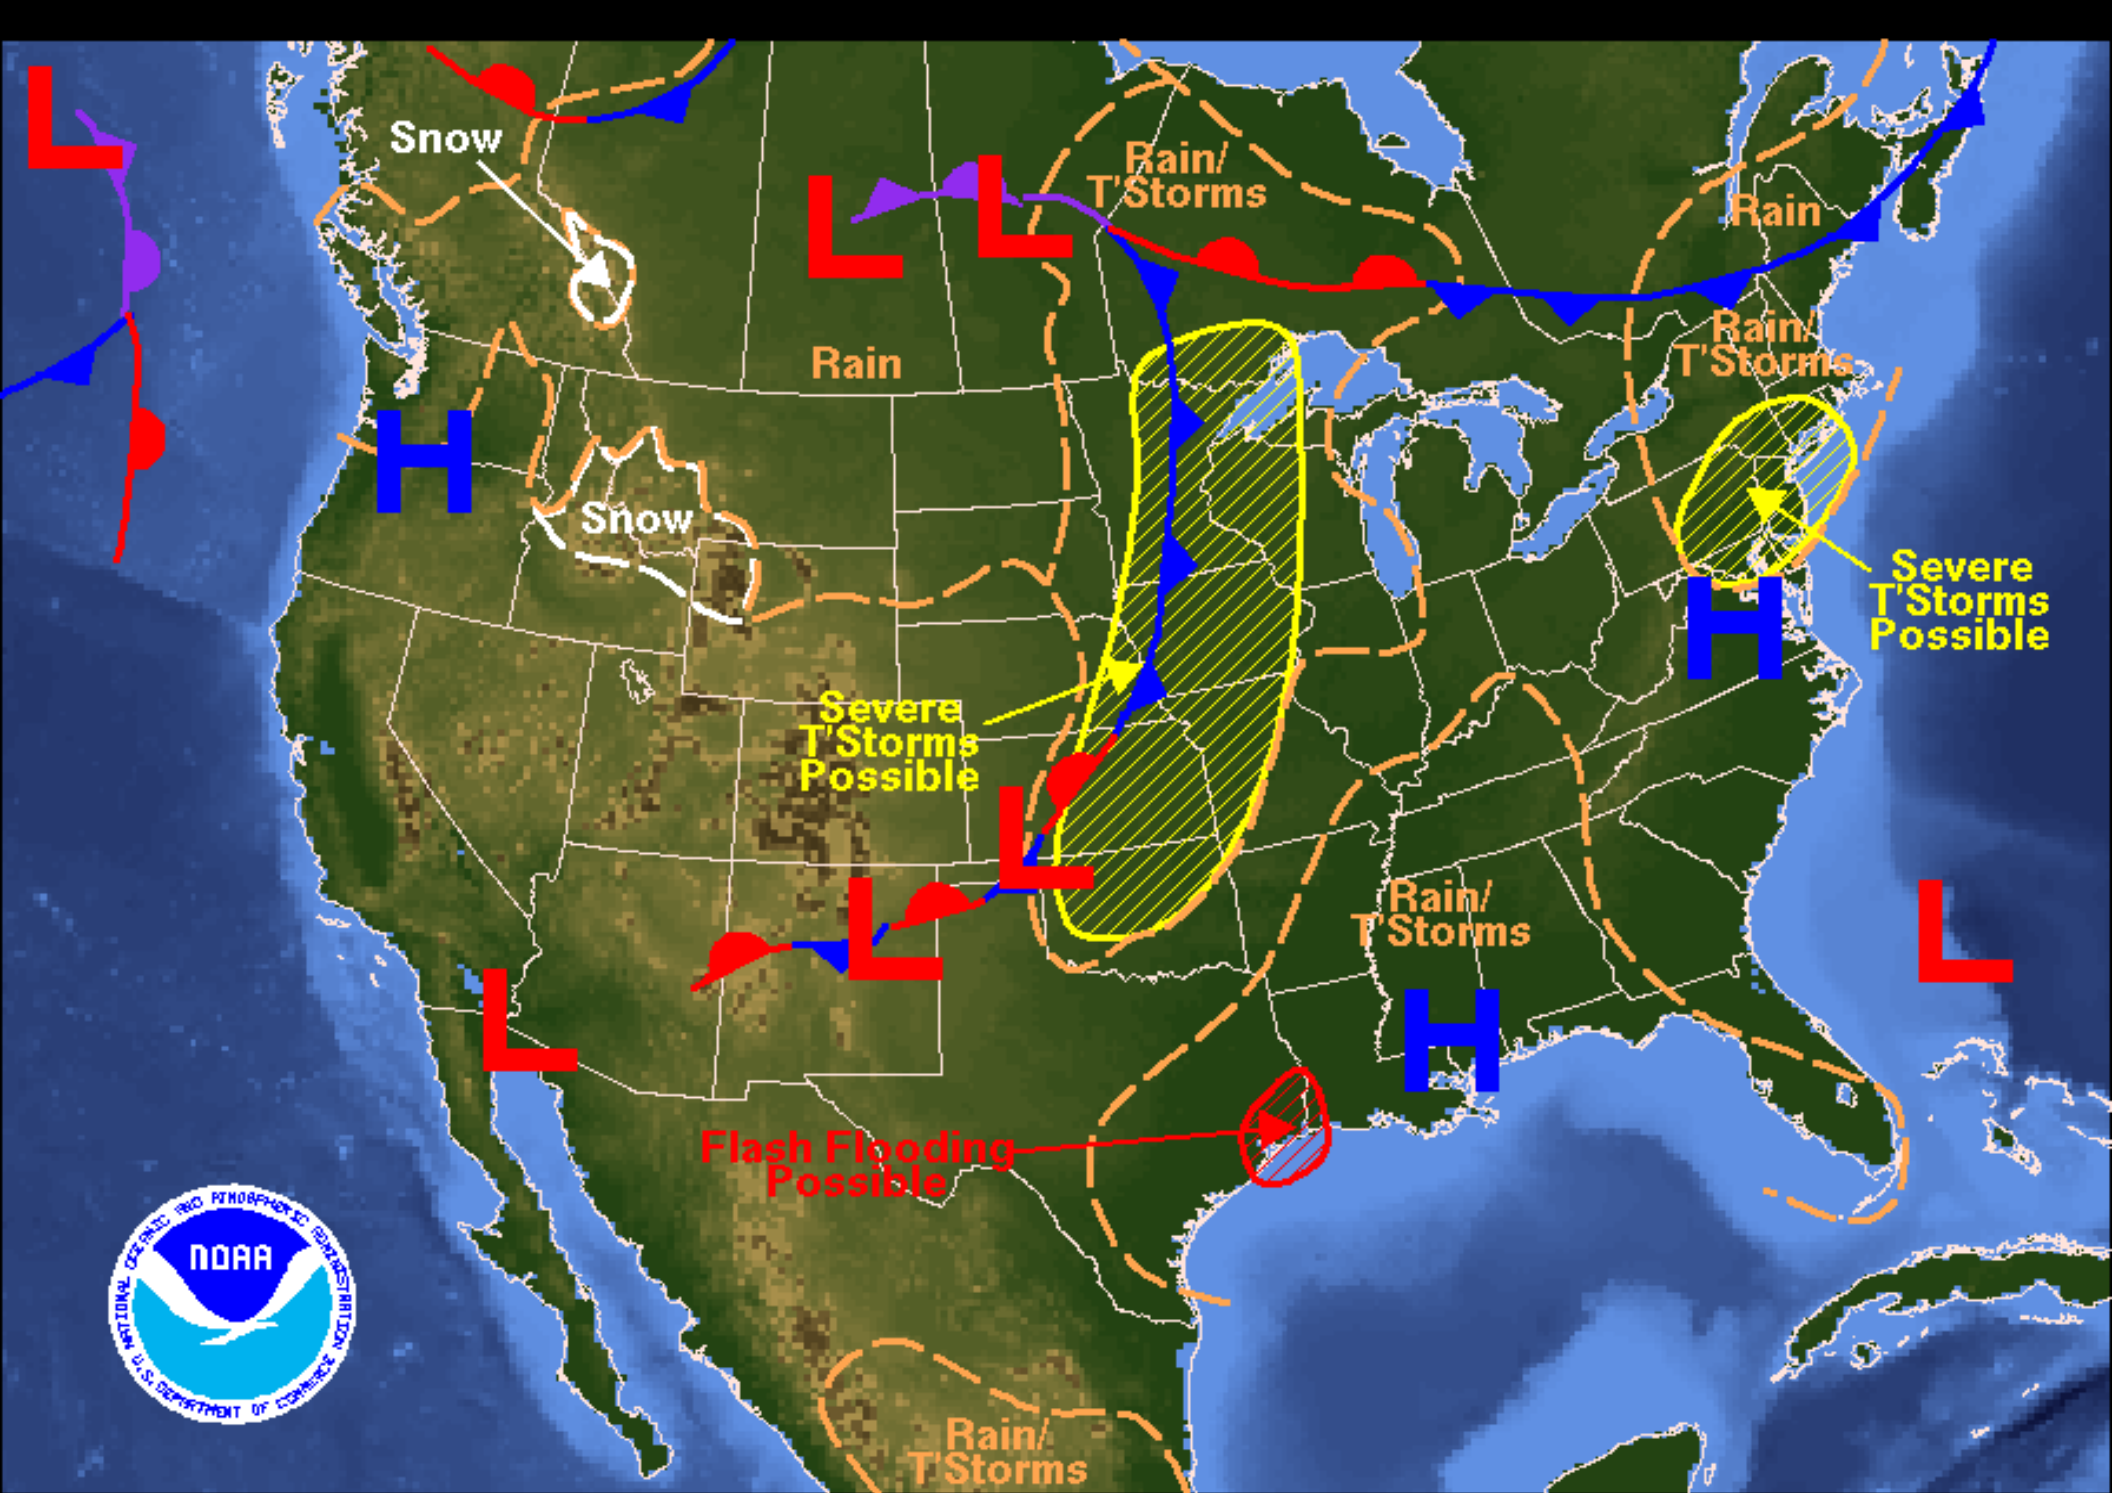 L
Snow
Rain/
T'Storms
L
L
Rain
Rain/
T'Storms
Rain
H
Snow
Severe
T'Storms
Possible
H
Severe
T'Storms
Possible
L
L
Rain/
T'Storms
L
L
H
Flash Flooding
Possible
NATIONAL OCEANIC AND ATMOSPHERIC ADMINISTRATION
NOAA
U.S. DEPARTMENT OF COMMERCE
Rain/
T'Storms